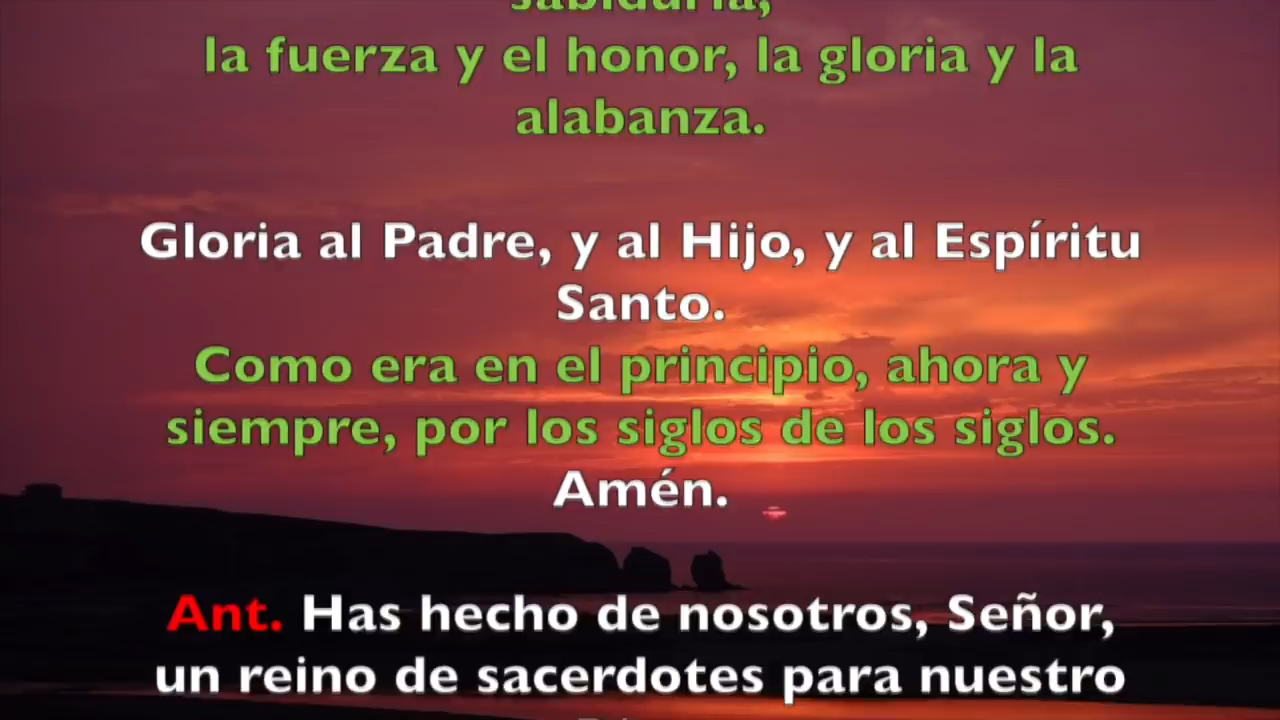 sabiduría,
la fuerza y el honor, la gloria y la
alabanza.
Gloria al Padre, y al Hijo, y al Espíritu
Santo.
Como era en el principio, ahora y
siempre, por los siglos de los siglos.
Amén.
Ant. Has hecho de nosotros, Señor,
un reino de sacerdotes para nuestro